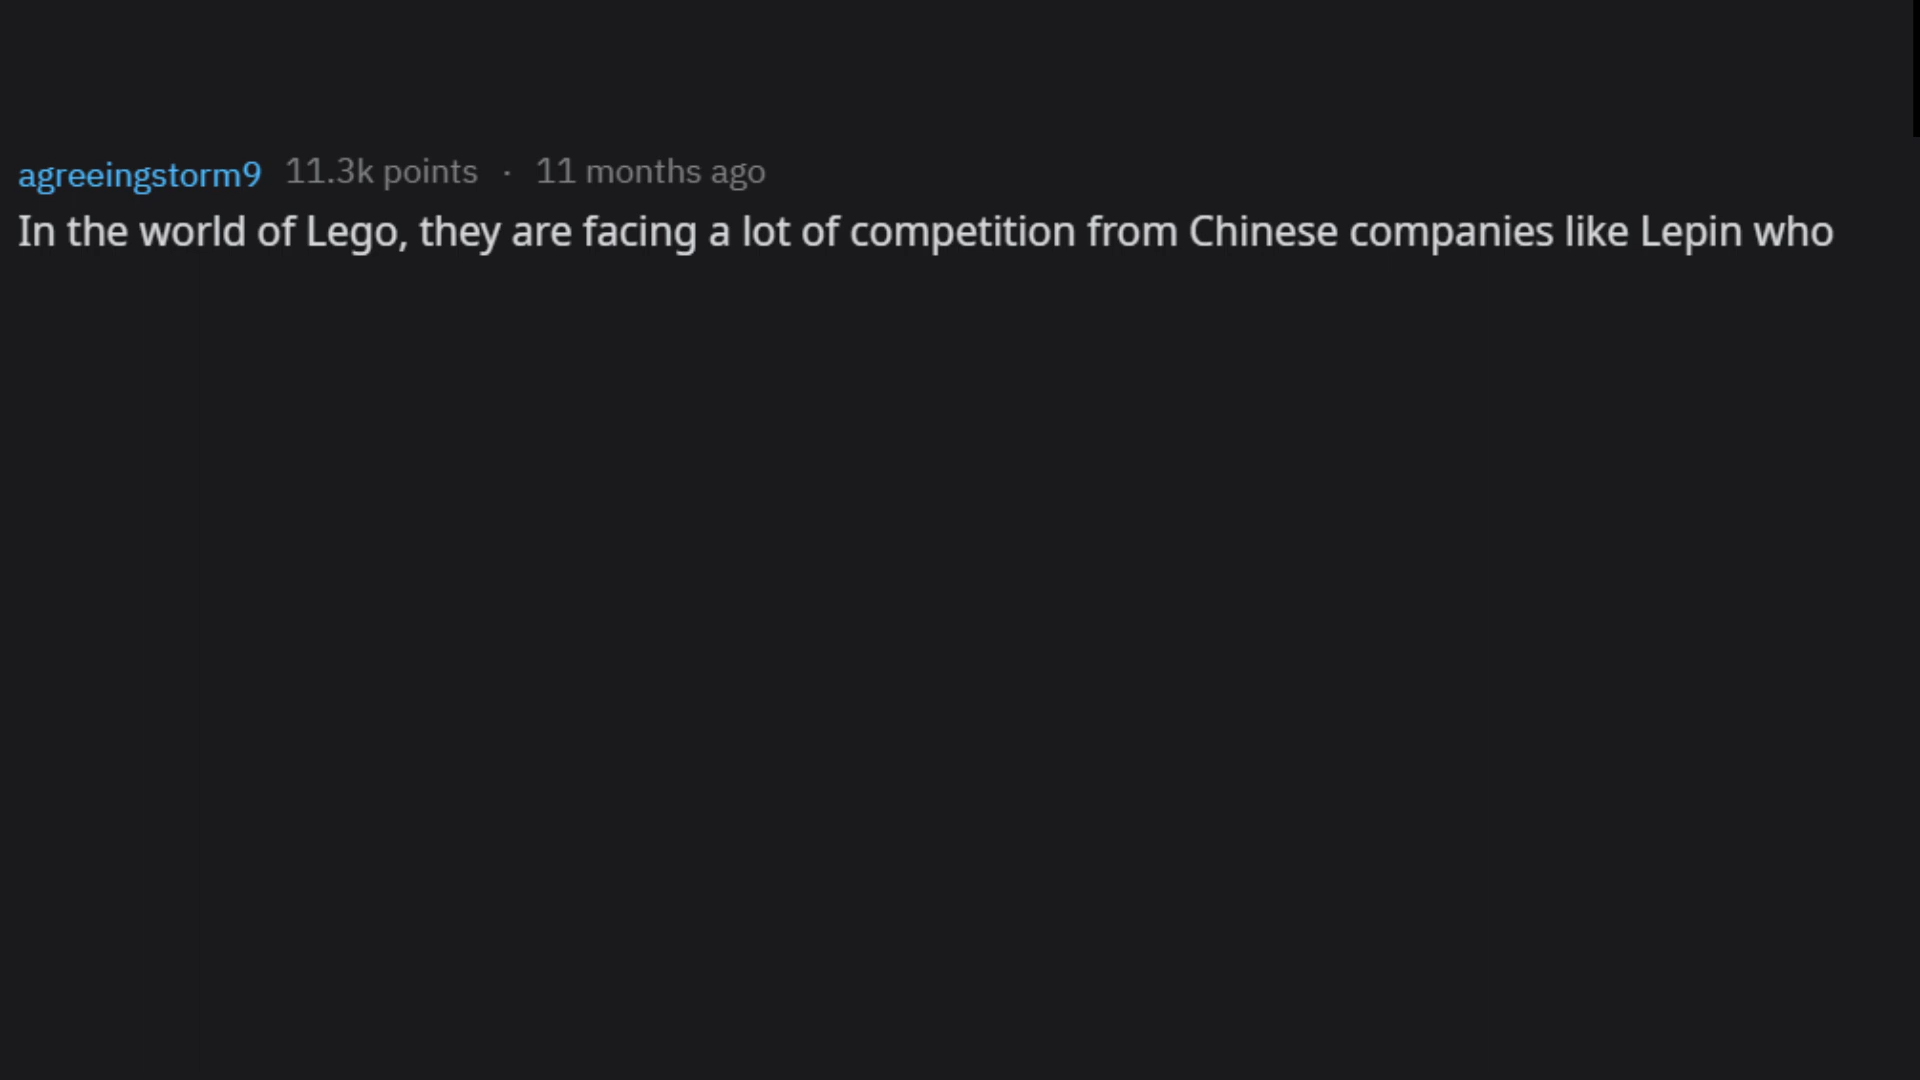 agreeingstorm9 11.3k points · 11 months ago
In the world of Lego, they are facing a lot of competition from Chinese companies like Lepin who